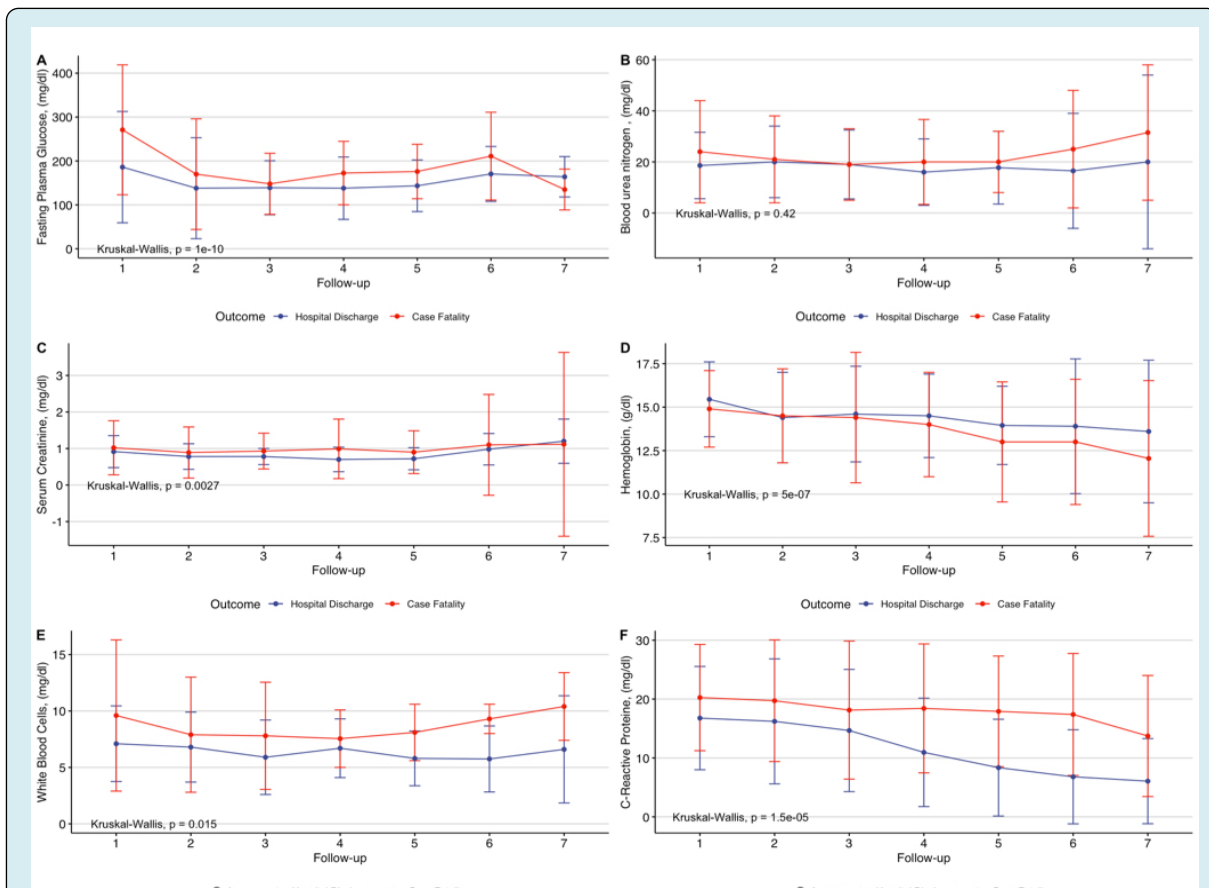 A
Fasting Plasma Glucose, (mg/dl)
400
300
200
100
0
Kruskal-Wallis, p = 1e-10
1 2 3 4 5 6 7
Follow-up
Outcome Hospital Discharge Case Fatality
B
Blood urea nitrogen , (mg/dl)
60
40
20
0
Kruskal-Wallis, p = 0.42
1 2 3 4 5 6 7
Follow-up
Outcome Hospital Discharge Case Fatality
C
Serum Creatinine, (mg/dl)
3
2
1
0
-1
Kruskal-Wallis, p = 0.0027
1 2 3 4 5 6 7
Follow-up
Outcome Hospital Discharge Case Fatality
D
Hemoglobin, (g/dl)
17.5
15.0
12.5
10.0
7.5
Kruskal-Wallis, p = 5e-07
1 2 3 4 5 6 7
Follow-up
Outcome Hospital Discharge Case Fatality
E
White Blood Cells, (mg/dl)
15
10
5
0
Kruskal-Wallis, p = 0.015
1 2 3 4 5 6 7
Follow-up
F
C-Reactive Proteine, (mg/dl)
30
20
10
0
Kruskal-Wallis, p = 1.5e-05
1 2 3 4 5 6 7
Follow-up